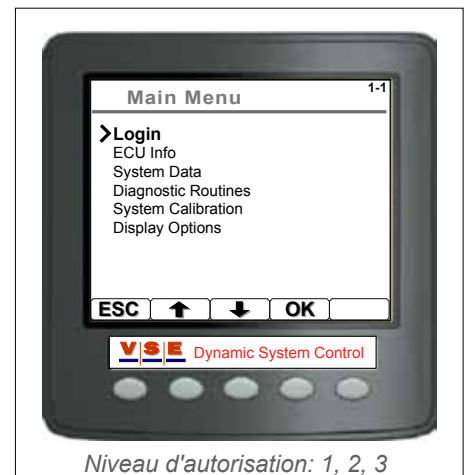 Main Menu 1-1
Login
ECU Info
System Data
Diagnostic Routines
System Calibration
Display Options
ESC OK
VSE Dynamic System Control
Niveau d'autorisation: 1, 2, 3